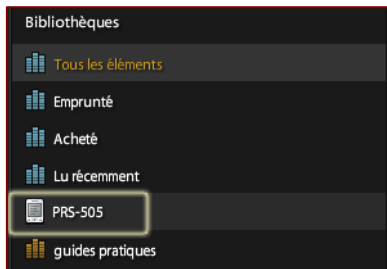 Bibliothèques
Tous les éléments
Emprunté
Acheté
Lu récemment
PRS-505
guides pratiques